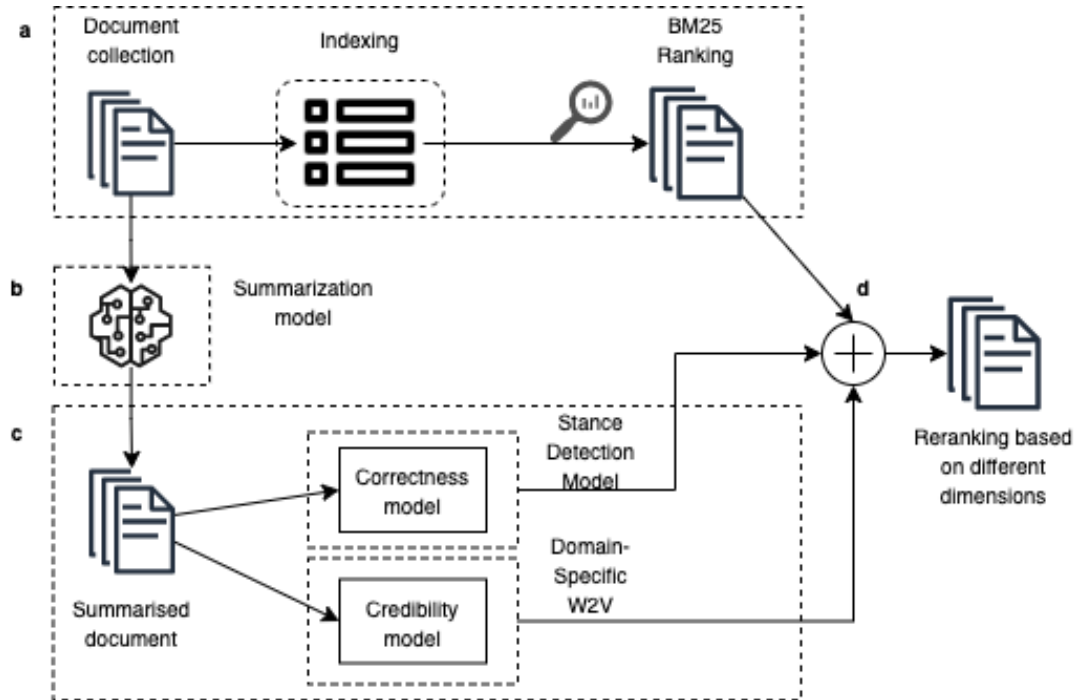 a
Document
collection
Indexing
BM25
Ranking
b
Summarization
model
d
c
Stance
Detection
Model
Correctness
model
Reranking based
on different
dimensions
Domain-
Specific
W2V
Credibility
model
Summarised
document